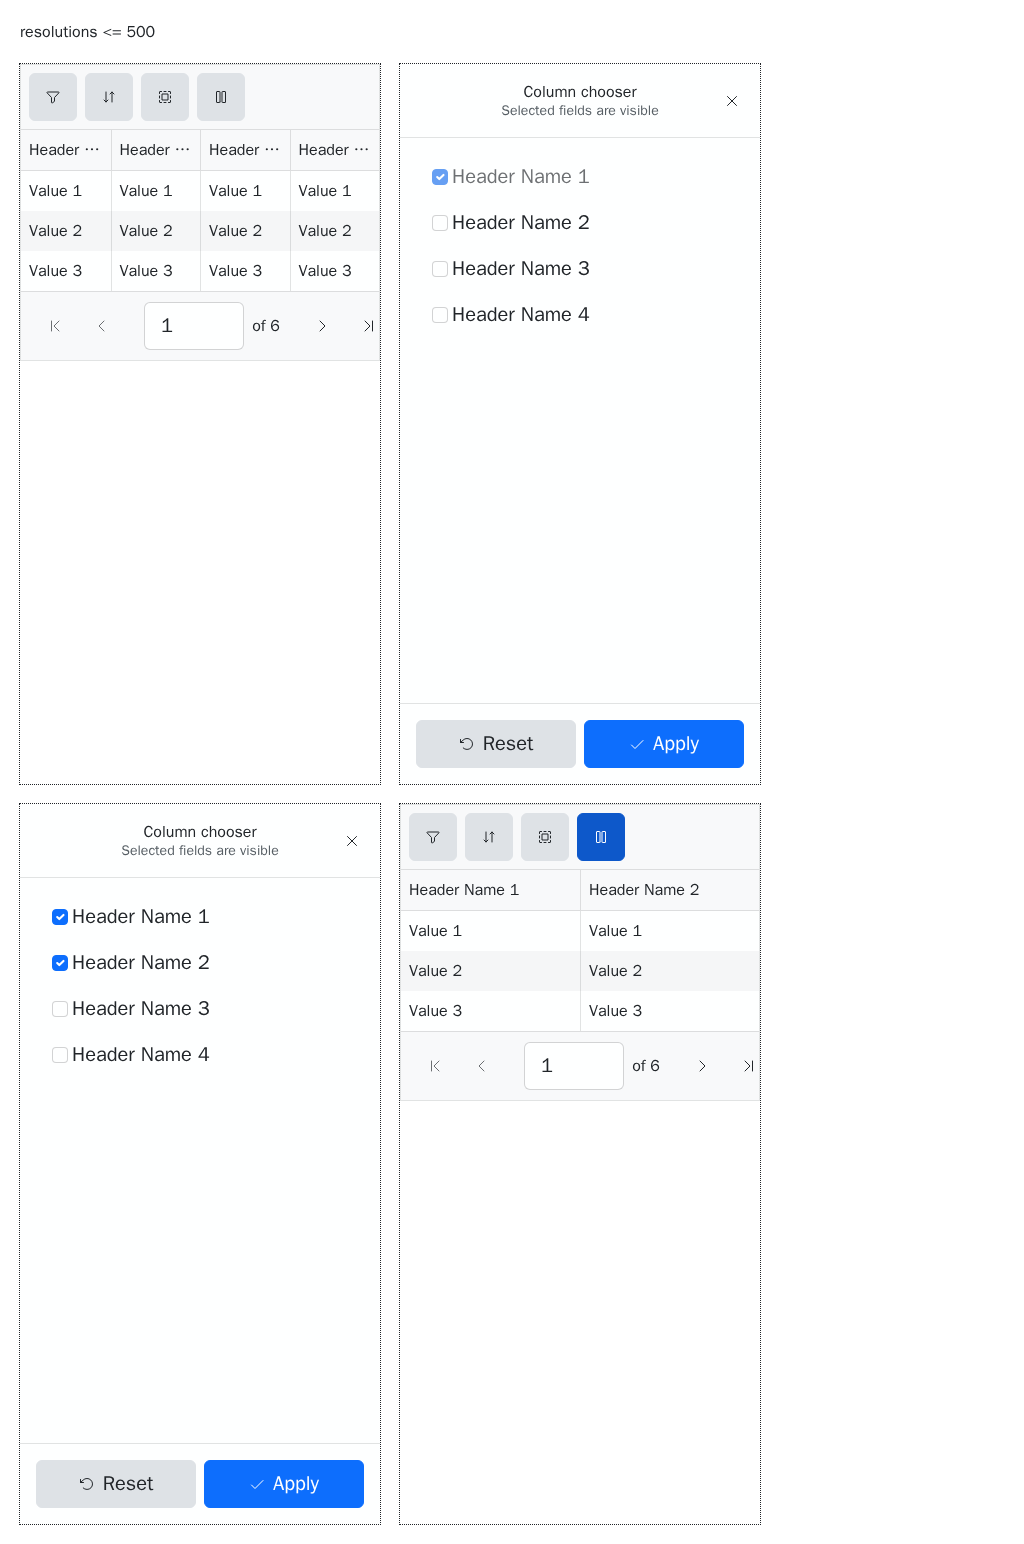 resolutions <= 500
Header ... Header ... Header ... Header ...
Value 1 Value 1 Value 1 Value 1
Value 2 Value 2 Value 2 Value 2
Value 3 Value 3 Value 3 Value 3
1 of 6
Column chooser
Selected fields are visible
Header Name 1
Header Name 2
Header Name 3
Header Name 4
Reset Apply
Column chooser
Selected fields are visible
Header Name 1
Header Name 2
Header Name 3
Header Name 4
Reset Apply
Header Name 1 Header Name 2
Value 1 Value 1
Value 2 Value 2
Value 3 Value 3
1 of 6